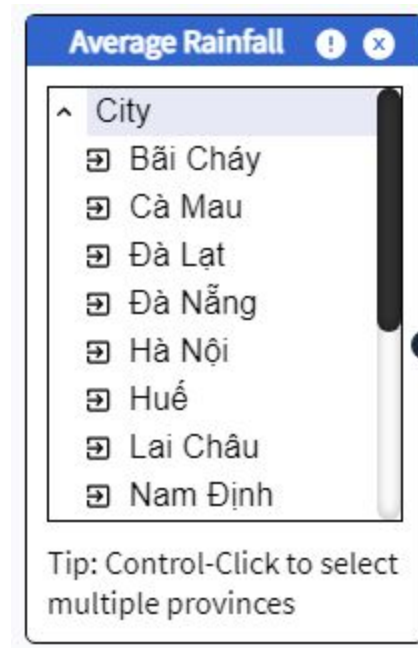 Average Rainfall
City
Bãi Cháy
Cà Mau
Đà Lạt
Đà Nẵng
Hà Nội
Huế
Lai Châu
Nam Định
Tip: Control-Click to select
multiple provinces